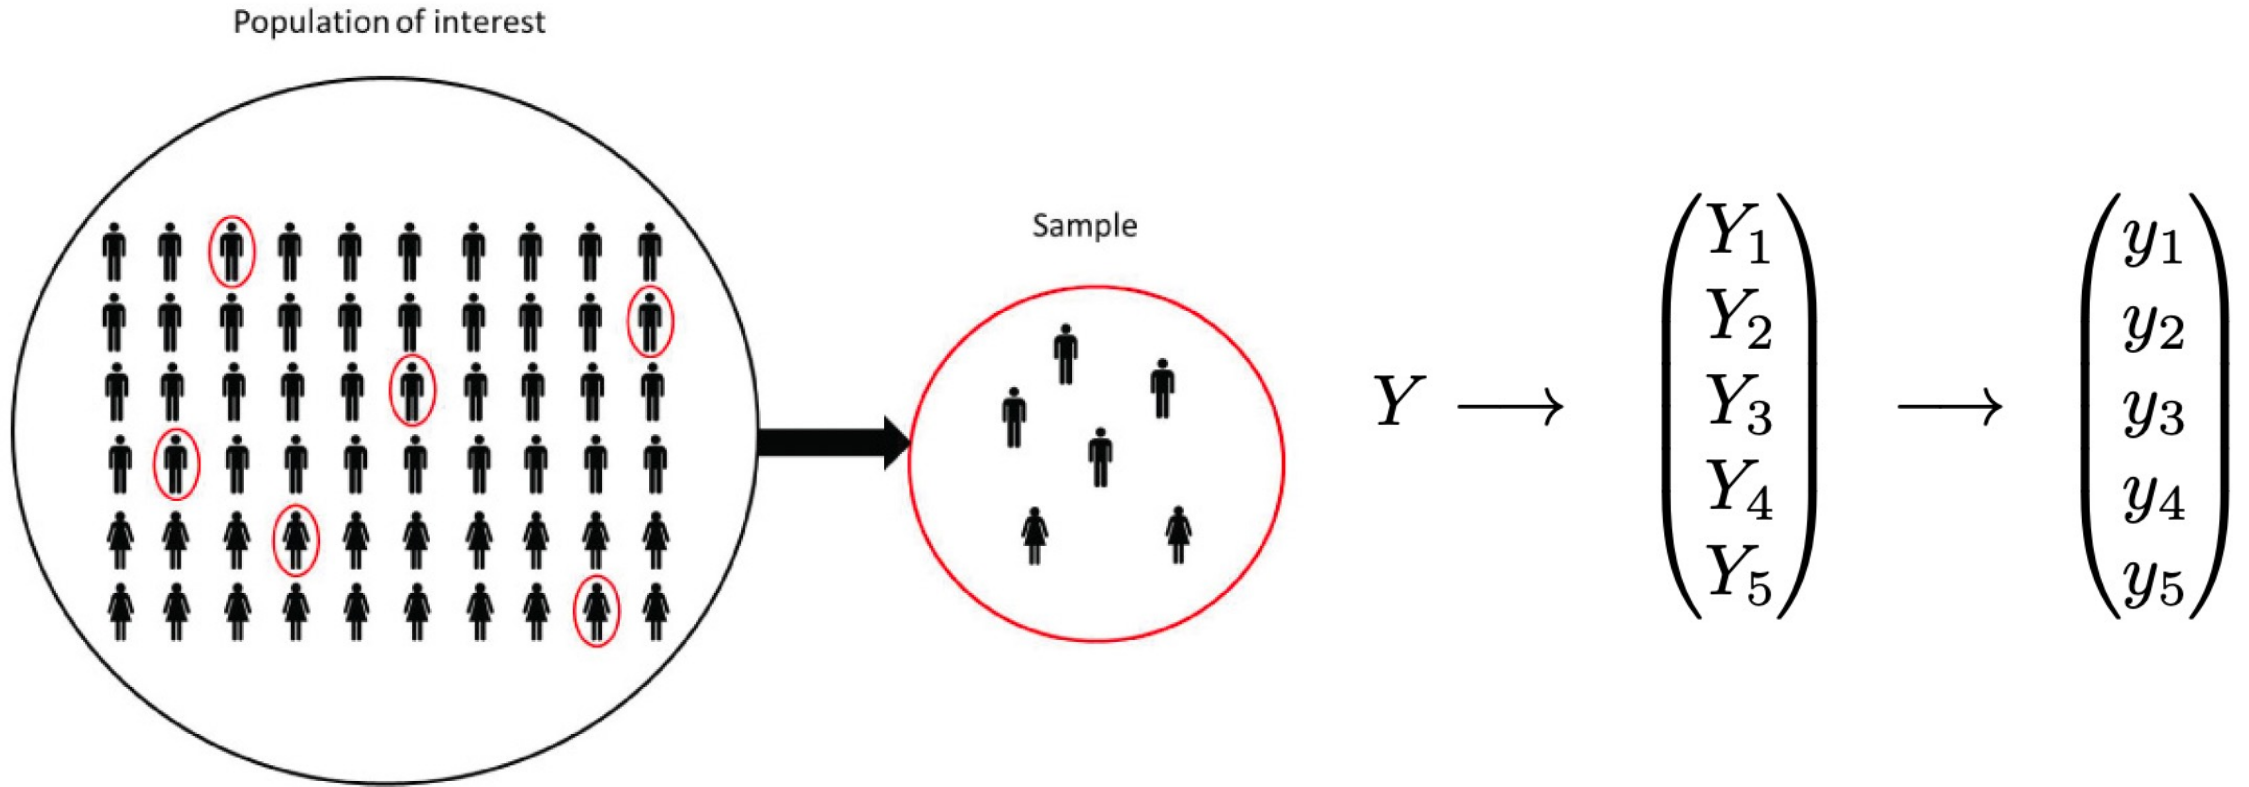 Population of interest
Sample
Y ⟶
Y₁
Y₂
Y₃
Y₄
Y₅
⟶
y₁
y₂
y₃
y₄
y₅